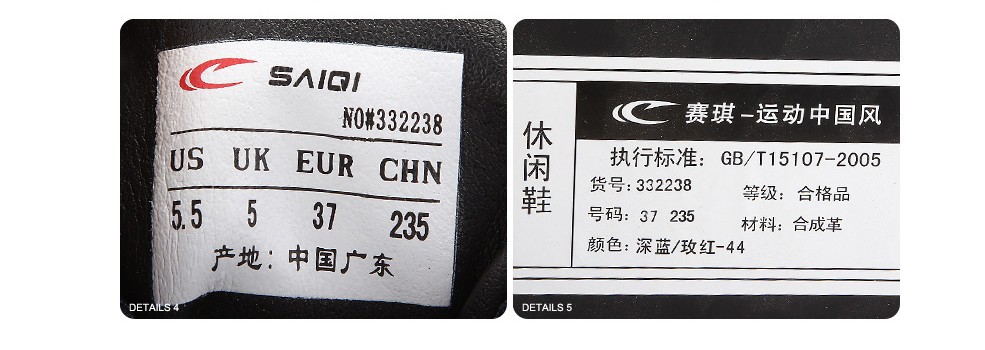 SAIQI
NO#332238
US UK EUR CHN
5.5 5 37 235
产地：中国广东
DETAILS 4
赛琪-运动中国风
休闲鞋
执行标准：GB/T15107-2005
货号：332238
等级：合格品
号码：37 235
材料：合成革
颜色：深蓝/玫红-44
DETAILS 5